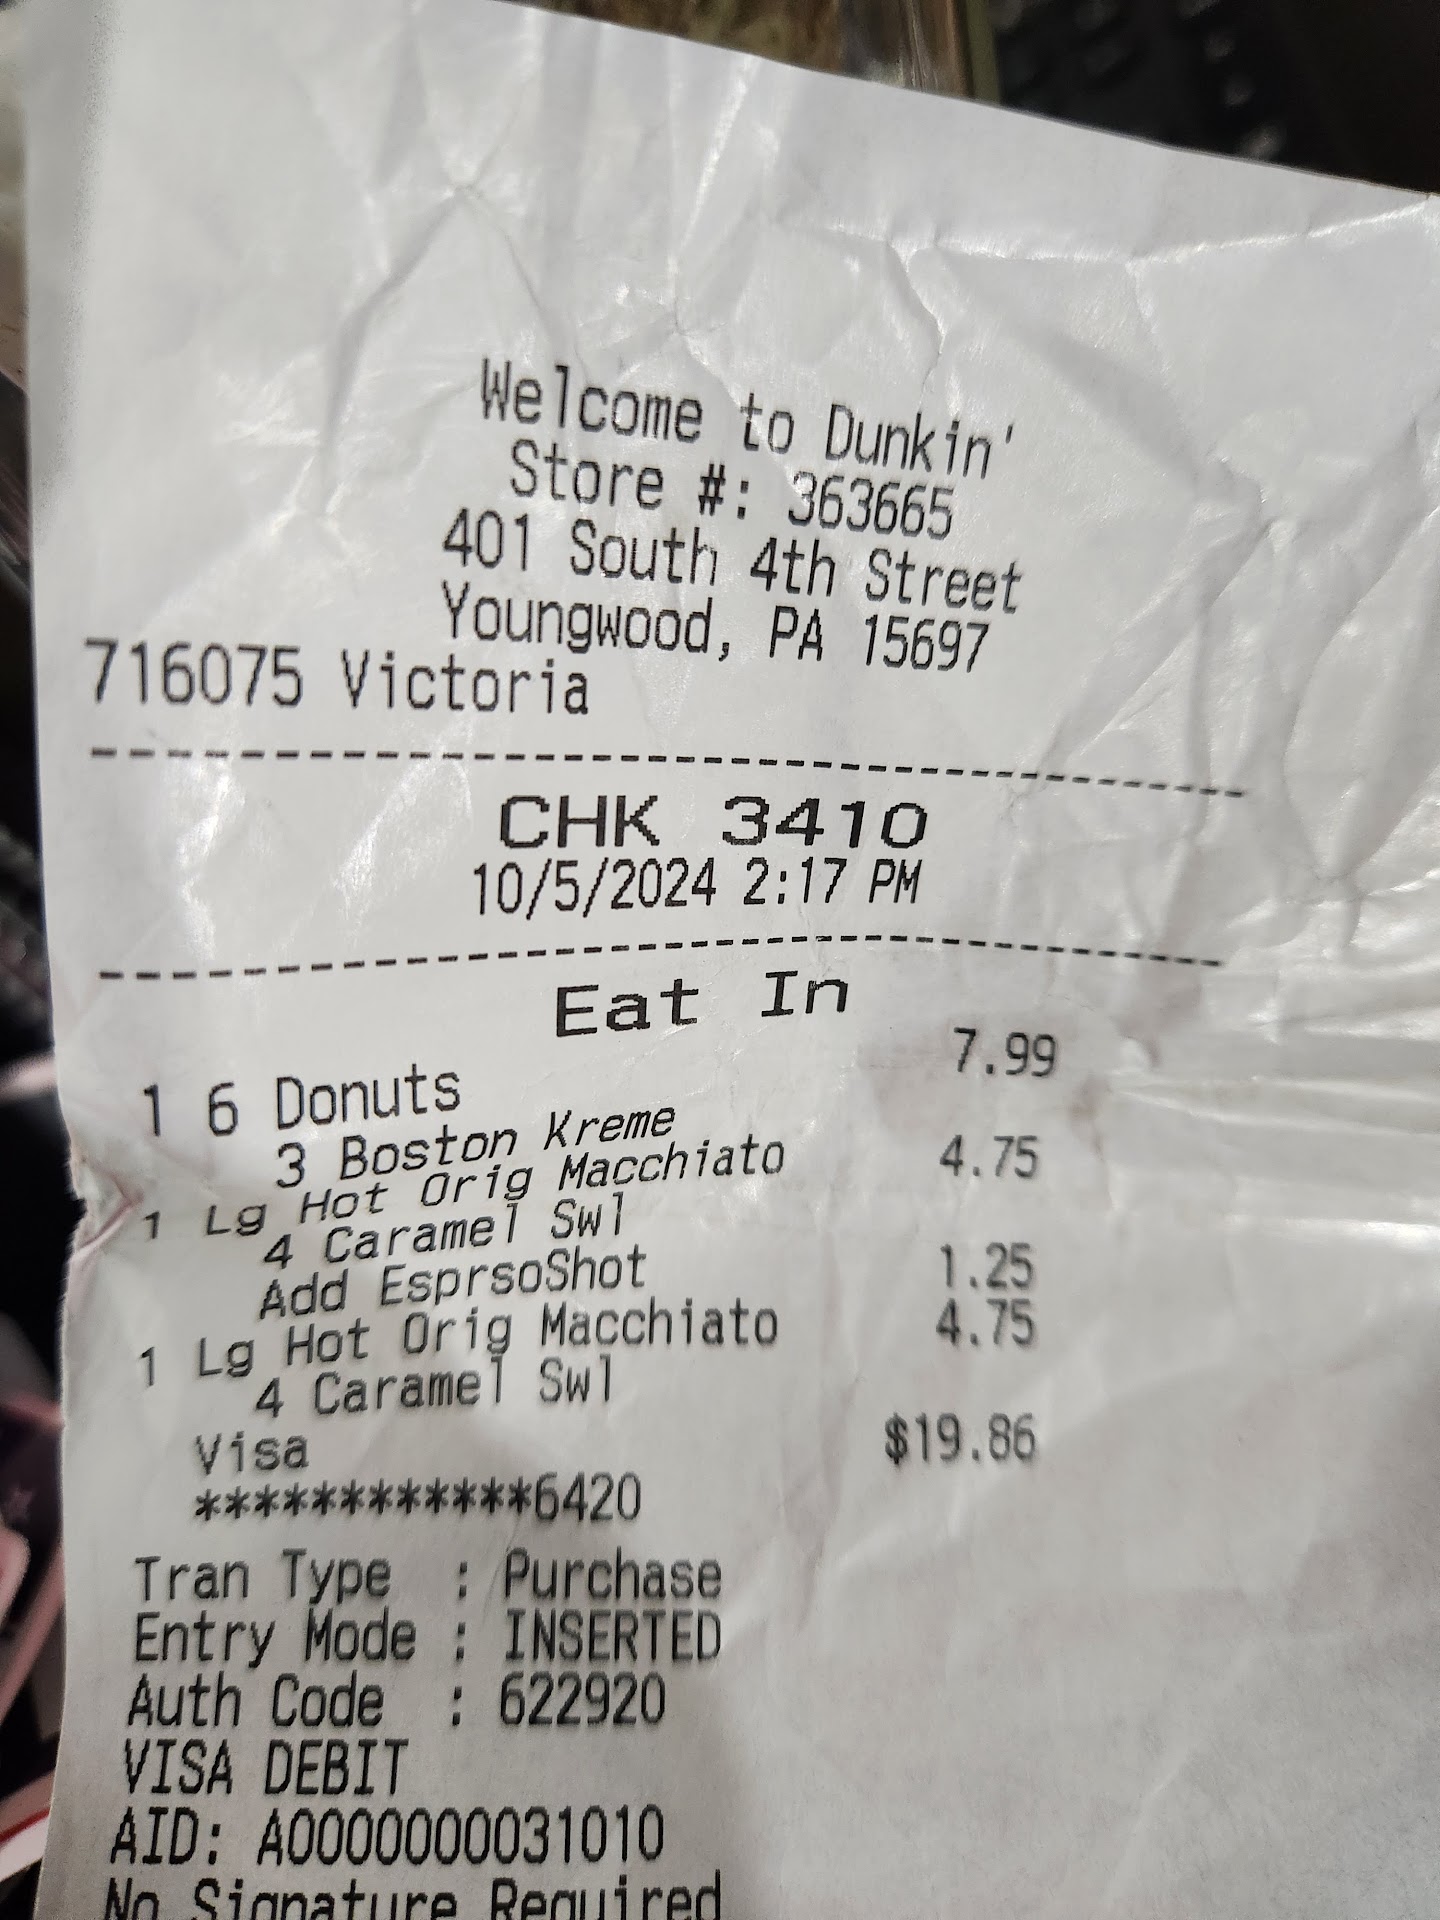 Welcome to Dunkin'
Store #: 363665
401 South 4th Street
Youngwood, PA 15697
716075 Victoria
CHK 3410
10/5/2024 2:17 PM
Eat In
1 6 Donuts 7.99
3 Boston Kreme
1 Lg Hot Orig Macchiato 4.75
4 Caramel Swl
Add EsprsoShot 1.25
1 Lg Hot Orig Macchiato 4.75
4 Caramel Swl
Visa $19.86
************6420
Tran Type : Purchase
Entry Mode : INSERTED
Auth Code : 622920
VISA DEBIT
AID: A0000000031010
No Signature Required